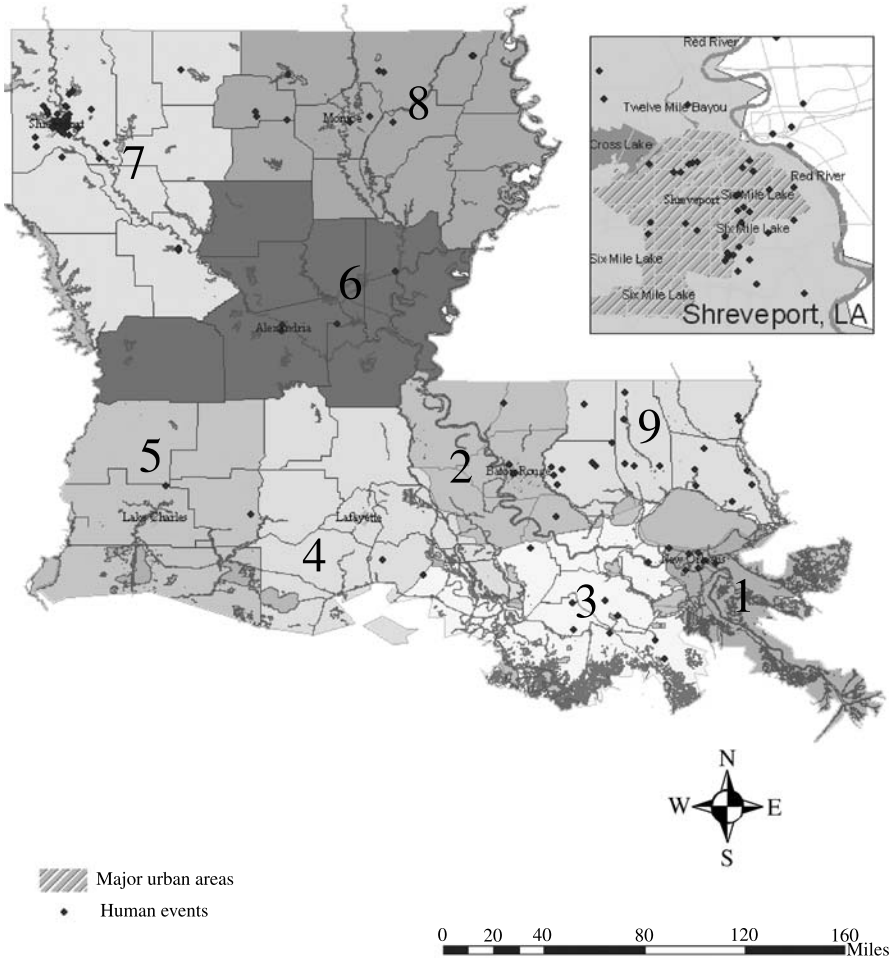 Red River
Twelve Mile Bayou
Cross Lake
Red River
Shreveport
Six Mile Lake
Six Mile Lake
Six Mile Lake
Six Mile Lake
Shreveport, LA
8
Monroe
7
6
Alexandria
9
5
2
Baton Rouge
Lake Charles
Lafayette
4
3
1
N
W
E
S
Major urban areas
Human events
0 20 40 80 120 160
Miles